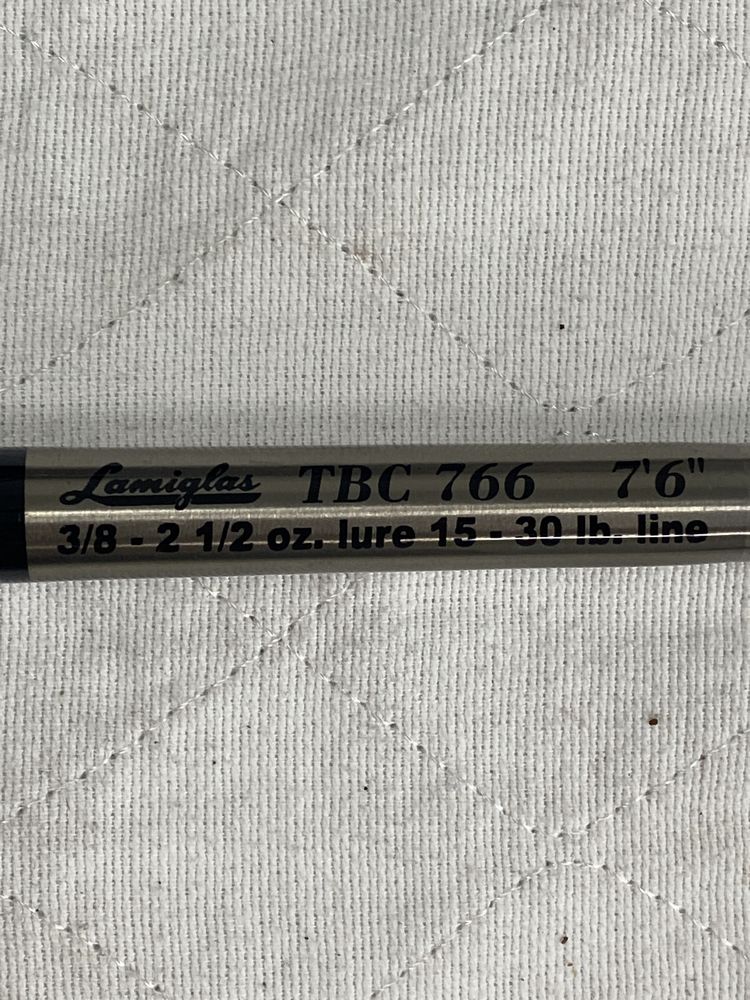 Lamiglas TBC 766 7'6"
3/8 - 2 1/2 oz. lure 15 - 30 lb. line